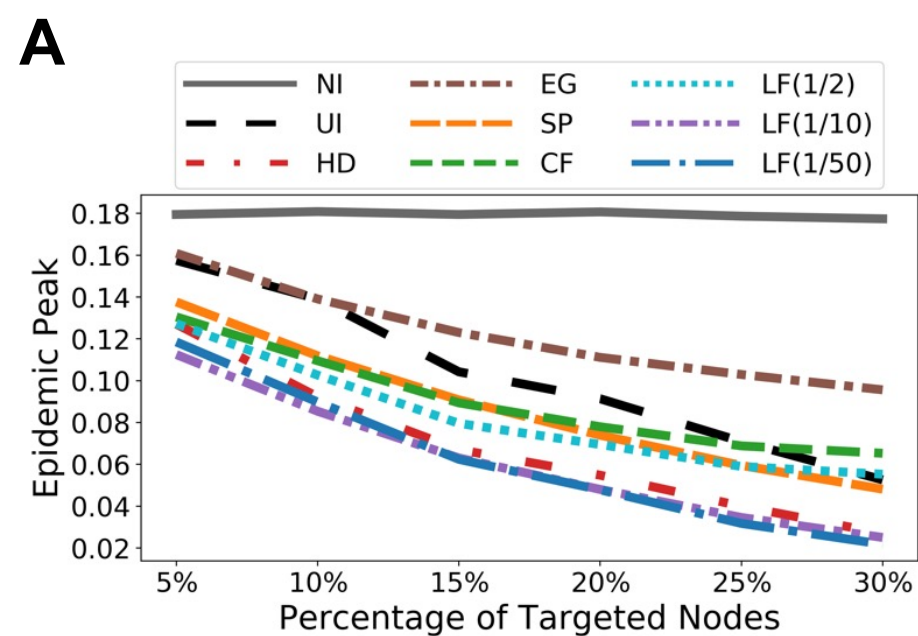 A
NI EG LF(1/2)
UI SP LF(1/10)
HD CF LF(1/50)
Epidemic Peak
0.18
0.16
0.14
0.12
0.10
0.08
0.06
0.04
0.02
5% 10% 15% 20% 25% 30%
Percentage of Targeted Nodes